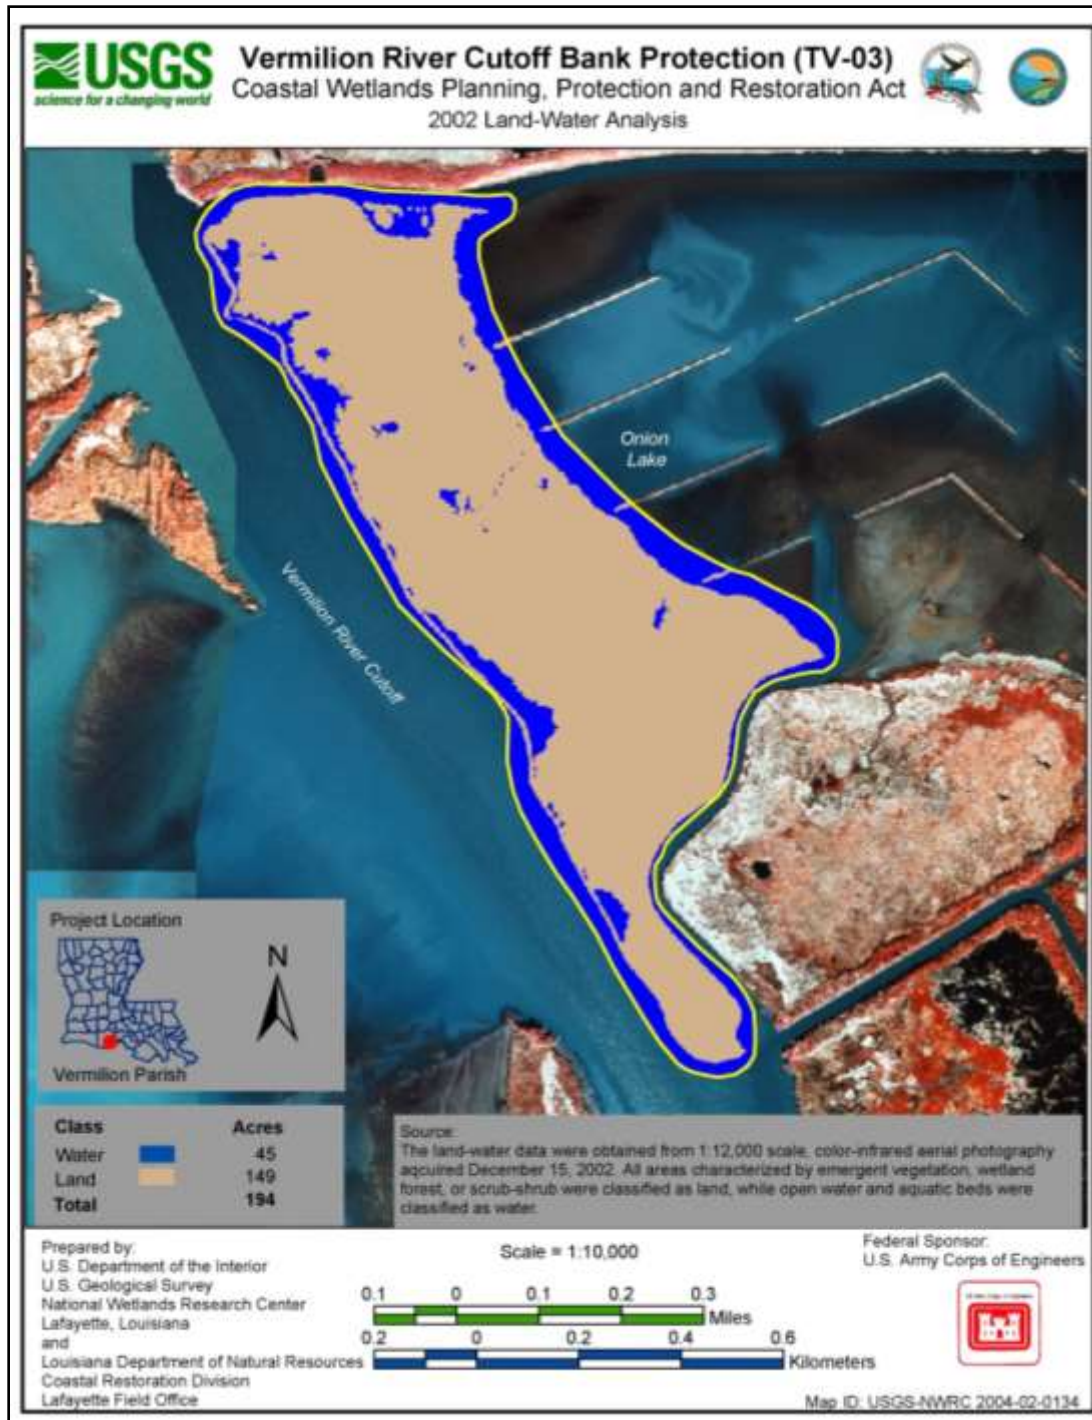 USGS
science for a changing world
Vermilion River Cutoff Bank Protection (TV-03)
Coastal Wetlands Planning, Protection and Restoration Act
2002 Land-Water Analysis
Onion
Lake
Vermilion River Cutoff
Project Location
N
Vermilion Parish
Class Acres
Water 45
Land 149
Total 194
Source:
The land-water data were obtained from 1:12,000 scale, color-infrared aerial photography
aqcuired December 15, 2002. All areas characterized by emergent vegetation, wetland
forest, or scrub-shrub were classified as land, while open water and aquatic beds were
classified as water.
Prepared by:
U.S. Department of the Interior
U.S. Geological Survey
National Wetlands Research Center
Lafayette, Louisiana
and
Louisiana Department of Natural Resources
Coastal Restoration Division
Lafayette Field Office
Scale = 1:10,000
0.1 0 0.1 0.2 0.3
Miles
0.2 0 0.2 0.4 0.6
Kilometers
Federal Sponsor:
U.S. Army Corps of Engineers
Map ID: USGS-NWRC 2004-02-0134